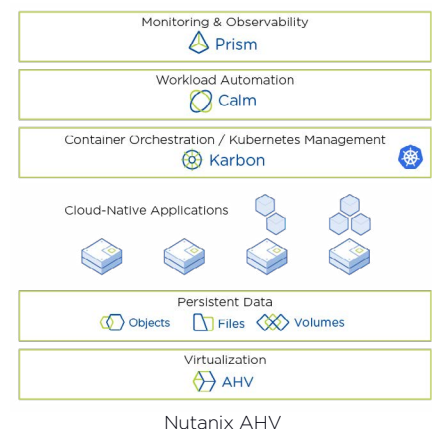 Monitoring & Observability
Prism
Workload Automation
Calm
Container Orchestration / Kubernetes Management
Karbon
Cloud-Native Applications
Persistent Data
Objects Files Volumes
Virtualization
AHV
Nutanix AHV